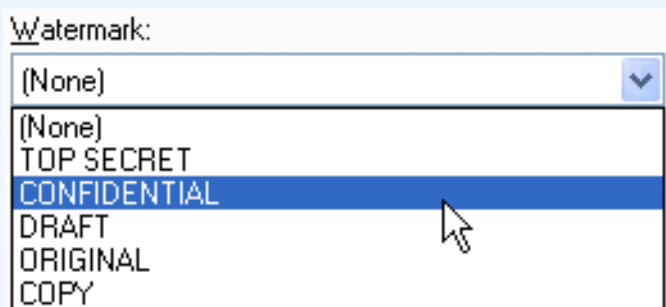 Watermark:
(None)
(None)
TOP SECRET
CONFIDENTIAL
DRAFT
ORIGINAL
COPY